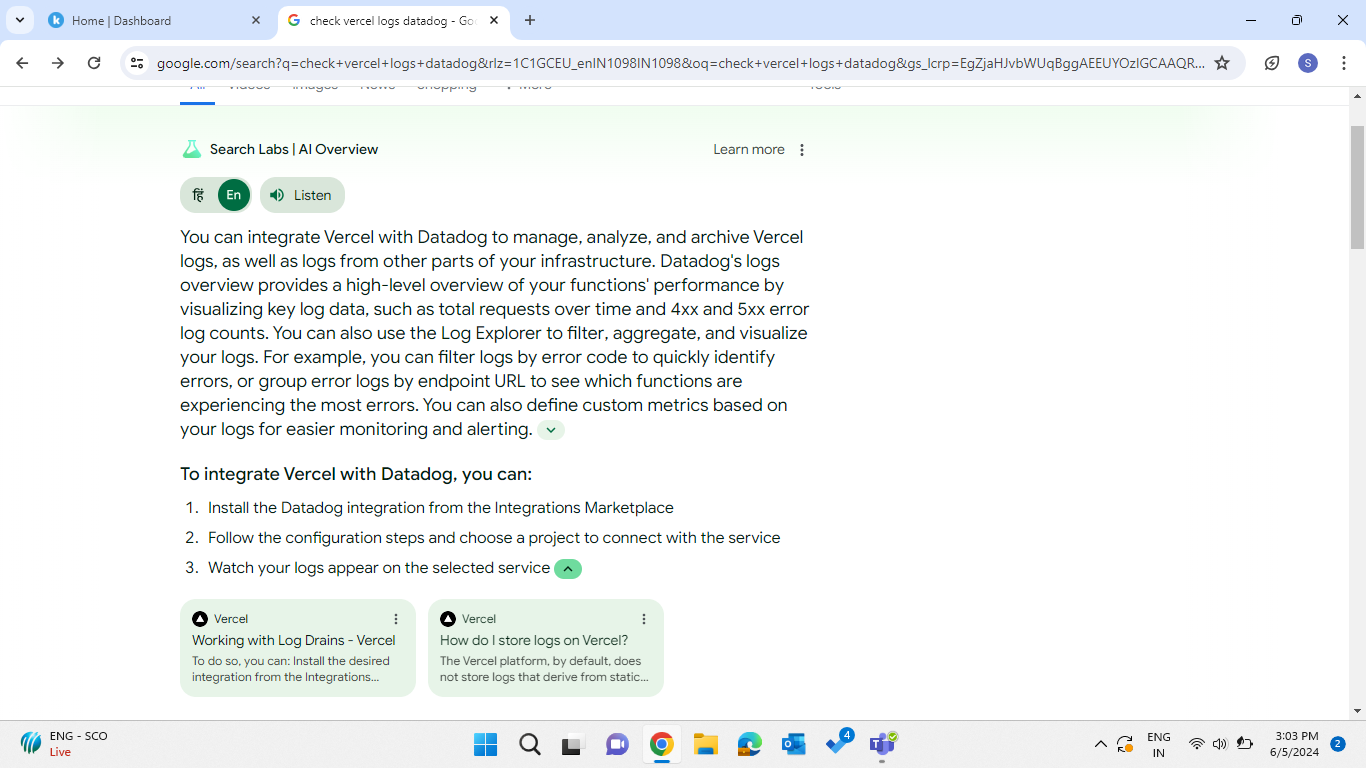 Home | Dashboard
check vercel logs datadog - Goo
google.com/search?q=check+vercel+logs+datadog&rlz=1C1GCEU_enIN1098IN1098&oq=check+vercel+logs+datadog&gs_lcrp=EgZjaHJvbWUqBggAEEUYOzIGCAAQR...
S
All Videos Images News Shopping More Tools
Search Labs | AI Overview
Learn more
हिं En Listen
You can integrate Vercel with Datadog to manage, analyze, and archive Vercel
logs, as well as logs from other parts of your infrastructure. Datadog's logs
overview provides a high-level overview of your functions' performance by
visualizing key log data, such as total requests over time and 4xx and 5xx error
log counts. You can also use the Log Explorer to filter, aggregate, and visualize
your logs. For example, you can filter logs by error code to quickly identify
errors, or group error logs by endpoint URL to see which functions are
experiencing the most errors. You can also define custom metrics based on
your logs for easier monitoring and alerting.
To integrate Vercel with Datadog, you can:
1. Install the Datadog integration from the Integrations Marketplace
2. Follow the configuration steps and choose a project to connect with the service
3. Watch your logs appear on the selected service
Vercel
Working with Log Drains - Vercel
To do so, you can: Install the desired
integration from the Integrations...
Vercel
How do I store logs on Vercel?
The Vercel platform, by default, does
not store logs that derive from static...
ENG - SCO
Live
4
ENG
IN
3:03 PM
6/5/2024
2